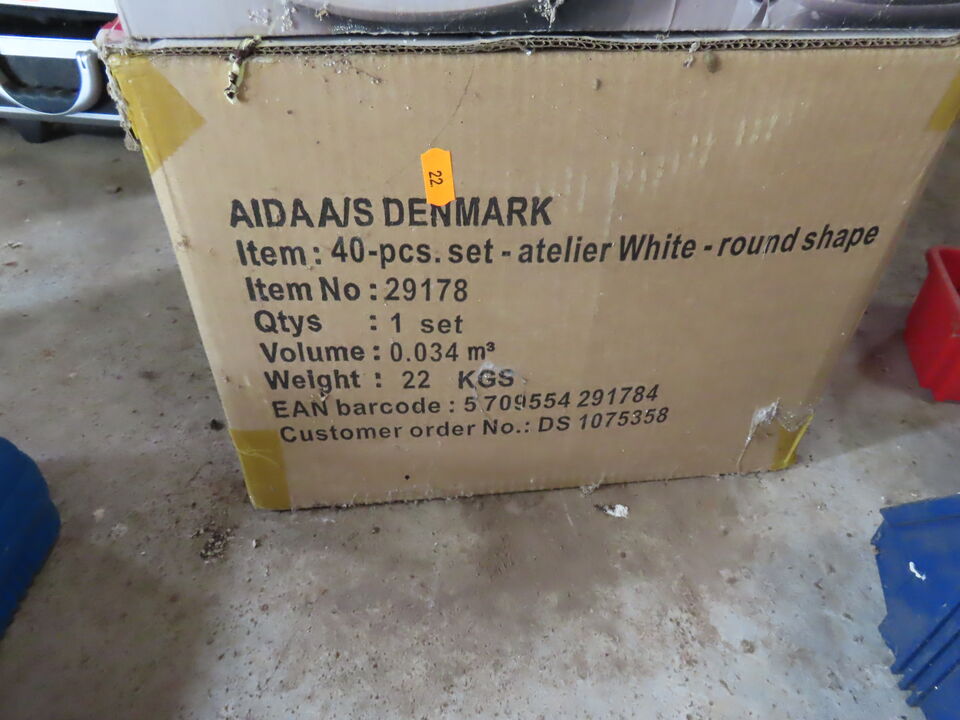 22
AIDA A/S DENMARK
Item : 40-pcs. set - atelier White - round shape
Item No : 29178
Qtys : 1 set
Volume : 0.034 m³
Weight : 22 KGS
EAN barcode : 5 709554 291784
Customer order No.: DS 1075358